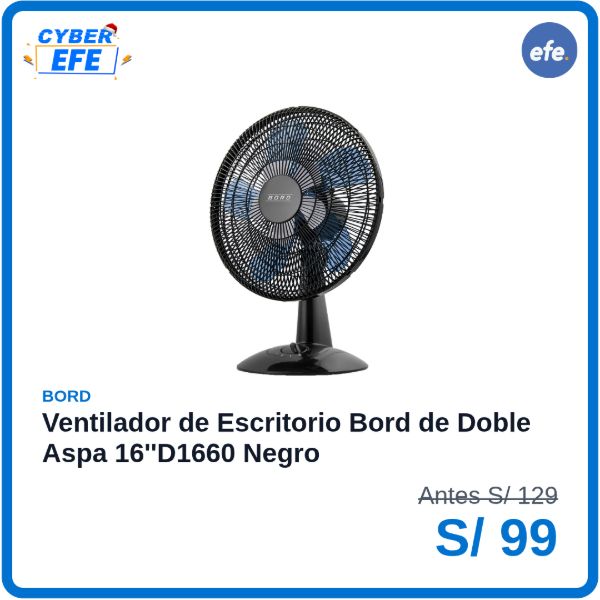 CYBER
EFE
efe.
BORD
BORD
Ventilador de Escritorio Bord de Doble
Aspa 16"D1660 Negro
Antes S/ 129
S/ 99